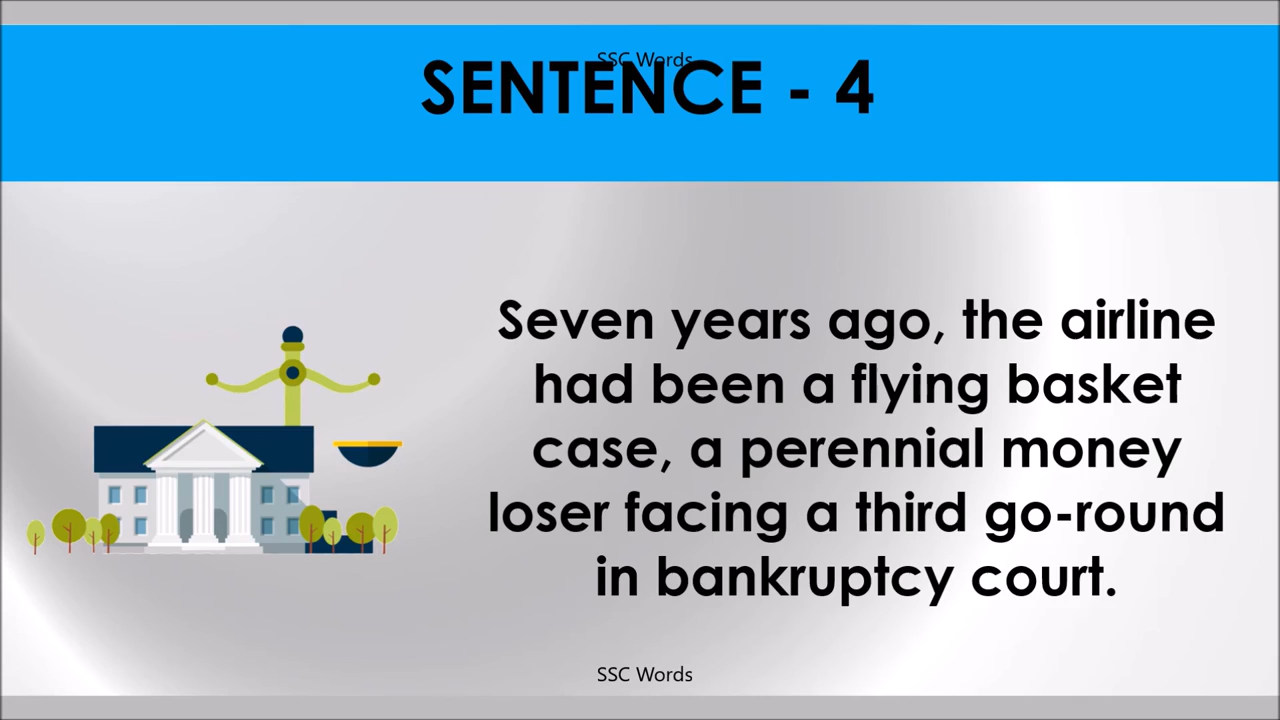 SSC Words
SENTENCE - 4
Seven years ago, the airline
had been a flying basket
case, a perennial money
loser facing a third go-round
in bankruptcy court.
SSC Words